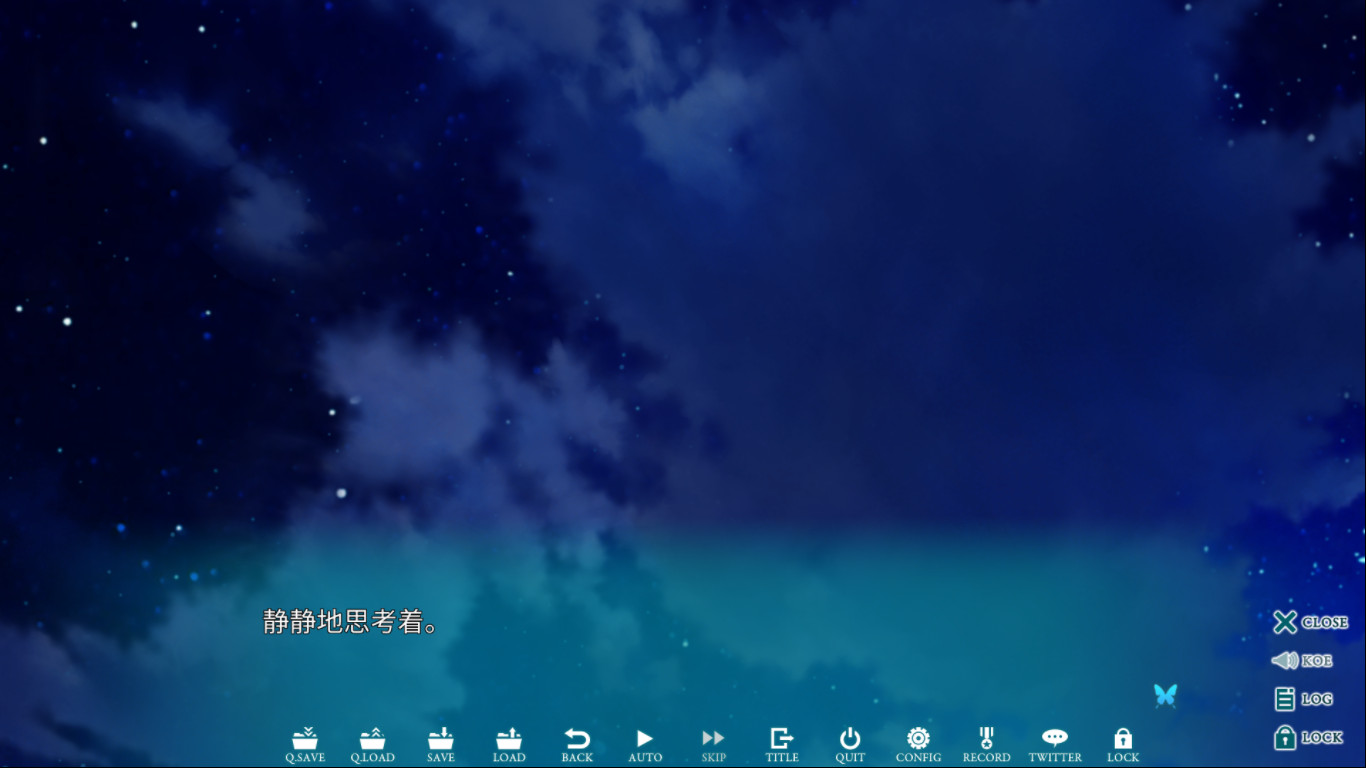 静静地思考着。
CLOSE
KOE
LOG
LOCK
Q.SAVE Q.LOAD SAVE LOAD BACK AUTO SKIP TITLE QUIT CONFIG RECORD TWITTER LOCK